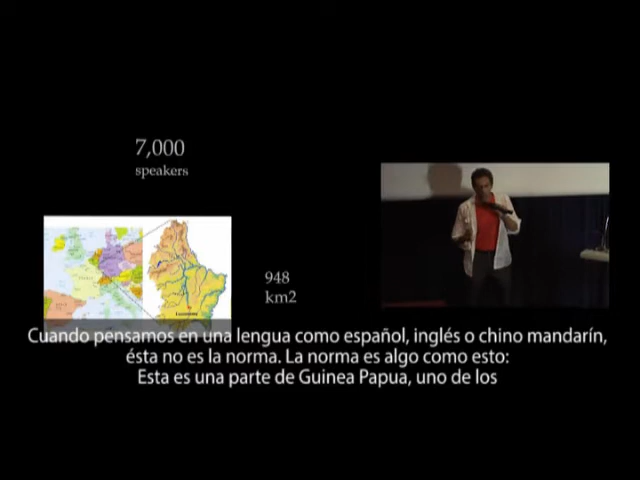 7,000
speakers
948
km2
Cuando pensamos en una lengua como español, inglés o chino mandarín,
ésta no es la norma. La norma es algo como esto:
Esta es una parte de Guinea Papua, uno de los